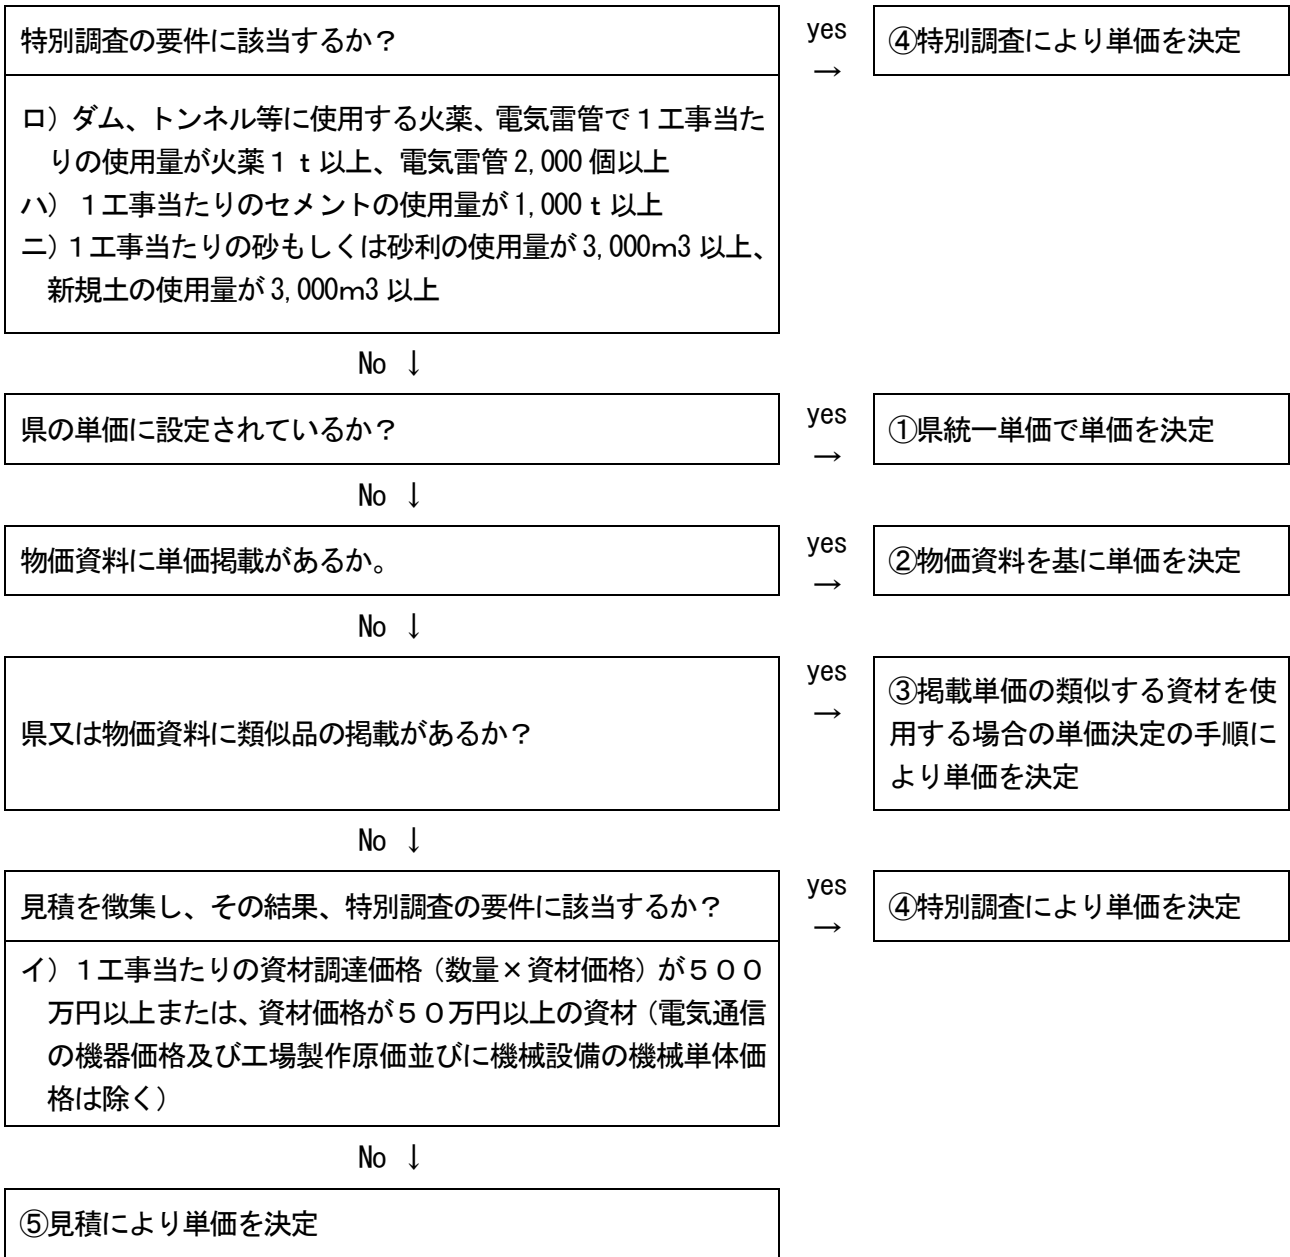 特別調査の要件に該当するか？
yes
→
④特別調査により単価を決定
ロ）ダム、トンネル等に使用する火薬、電気雷管で１工事当た
りの使用量が火薬１ｔ以上、電気雷管 2,000 個以上
ハ） １工事当たりのセメントの使用量が 1,000ｔ以上
ニ）１工事当たりの砂もしくは砂利の使用量が 3,000ｍ3 以上、
新規土の使用量が 3,000ｍ3 以上
No ↓
県の単価に設定されているか？
yes
→
①県統一単価で単価を決定
No ↓
物価資料に単価掲載があるか。
yes
→
②物価資料を基に単価を決定
No ↓
県又は物価資料に類似品の掲載があるか？
yes
→
③掲載単価の類似する資材を使
用する場合の単価決定の手順に
より単価を決定
No ↓
見積を徴集し、その結果、特別調査の要件に該当するか？
yes
→
④特別調査により単価を決定
イ）１工事当たりの資材調達価格（数量×資材価格）が５００
万円以上または、資材価格が５０万円以上の資材（電気通信
の機器価格及び工場製作原価並びに機械設備の機械単体価
格は除く）
No ↓
⑤見積により単価を決定